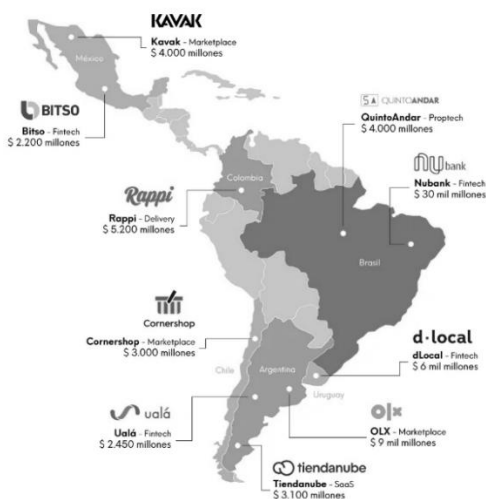 KAVAK
Kavak - Marketplace
$ 4.000 millones
México
BITSO
Bitso - Fintech
$ 2.200 millones
5A QUINTOANDAR
QuintoAndar - Proptech
$ 4.000 millones
nu bank
Nubank - Fintech
$ 30 mil millones
Colombia
Rappi
Rappi - Delivery
$ 5.200 millones
Brasil
Cornershop
Cornershop - Marketplace
$ 3.000 millones
d·local
dLocal - Fintech
$ 6 mil millones
Chile
Argentina
Uruguay
ualá
Ualá - Fintech
$ 2.450 millones
olx
OLX - Marketplace
$ 9 mil millones
tiendanube
Tiendanube - SaaS
$ 3.100 millones